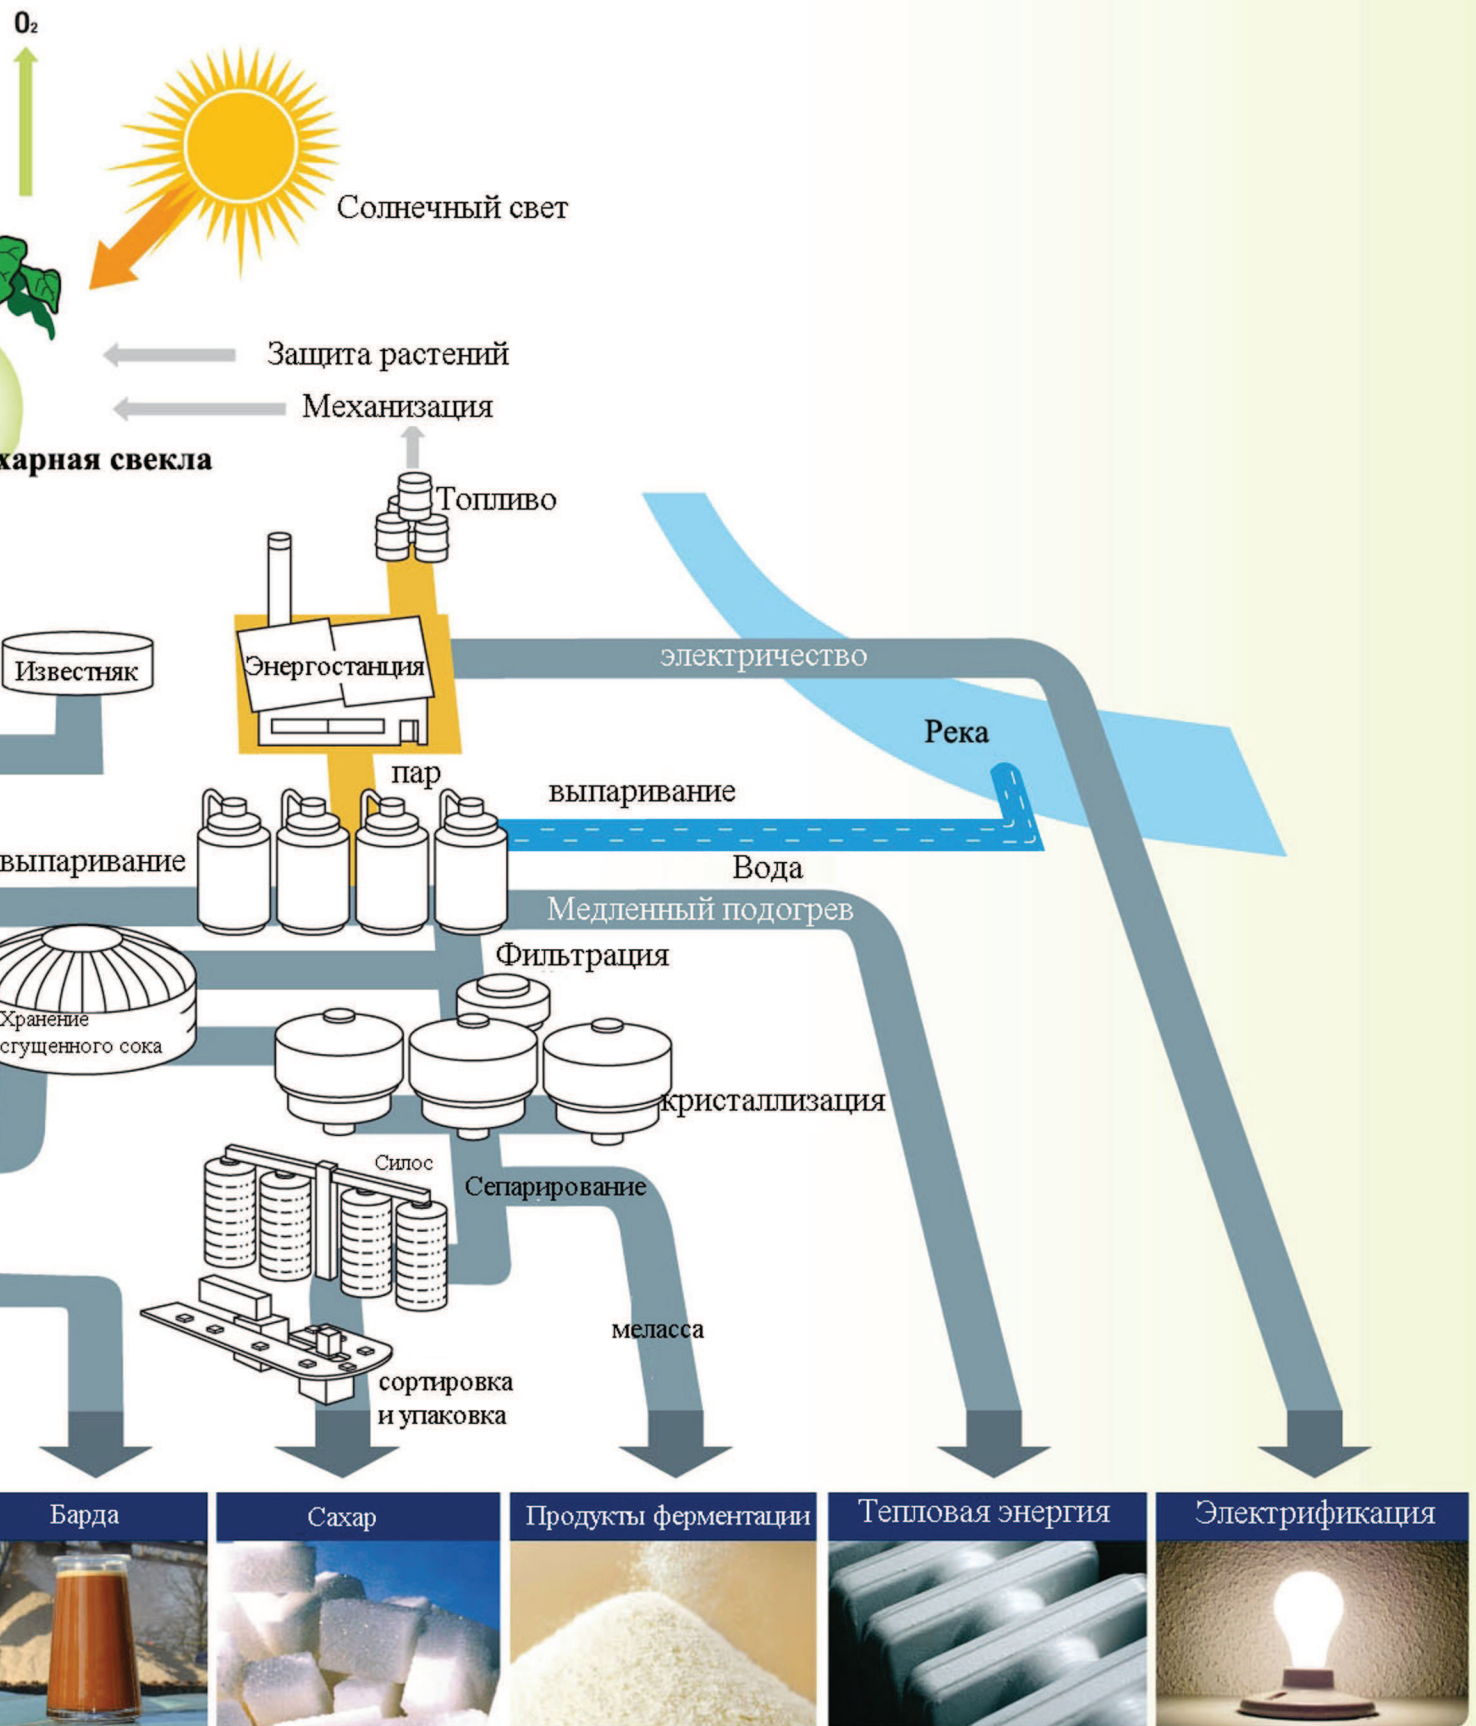 O₂
Солнечный свет
Защита растений
Механизация
харная свекла
Топливо
Энергостанция
Известняк
электричество
Река
пар
выпаривание
выпаривание
Вода
Медленный подогрев
Фильтрация
Хранение
сгущенного сока
кристаллизация
Силос
Сепарирование
меласса
сортировка
и упаковка
Барда
Сахар
Продукты ферментации
Тепловая энергия
Электрификация